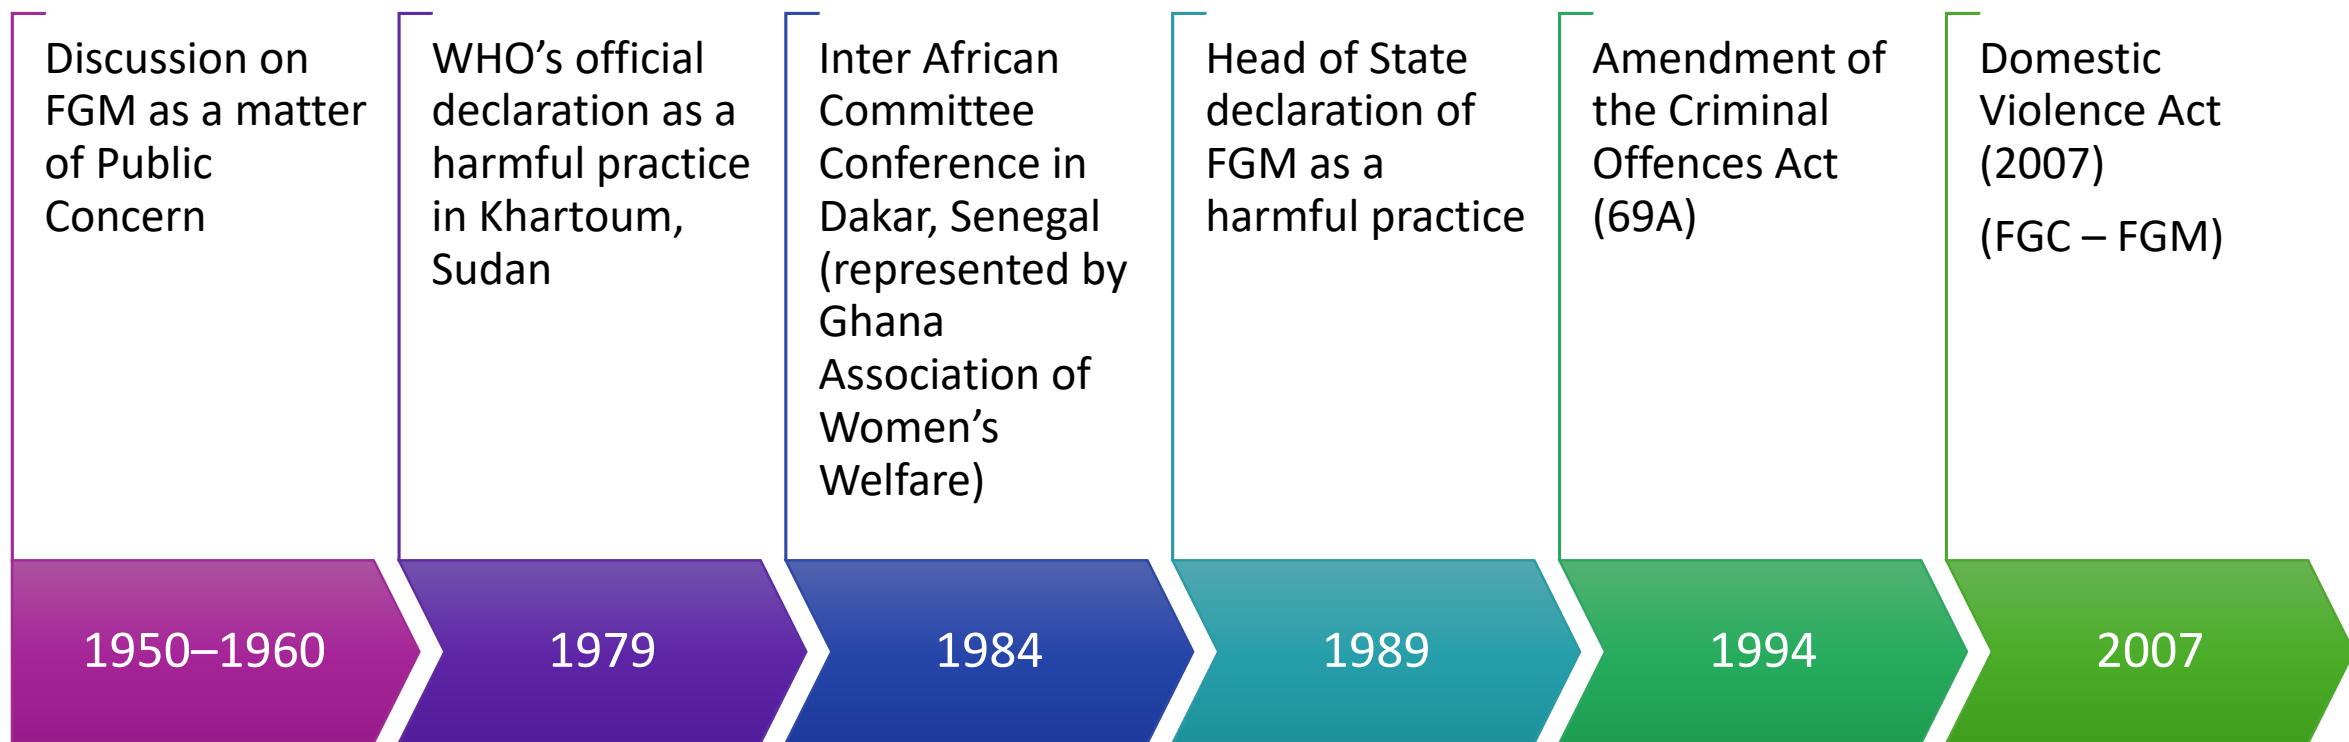 Discussion on
FGM as a matter
of Public
Concern
WHO’s official
declaration as a
harmful practice
in Khartoum,
Sudan
Inter African
Committee
Conference in
Dakar, Senegal
(represented by
Ghana
Association of
Women’s
Welfare)
Head of State
declaration of
FGM as a
harmful practice
Amendment of
the Criminal
Offences Act
(69A)
Domestic
Violence Act
(2007)
(FGC – FGM)
1950–1960
1979
1984
1989
1994
2007